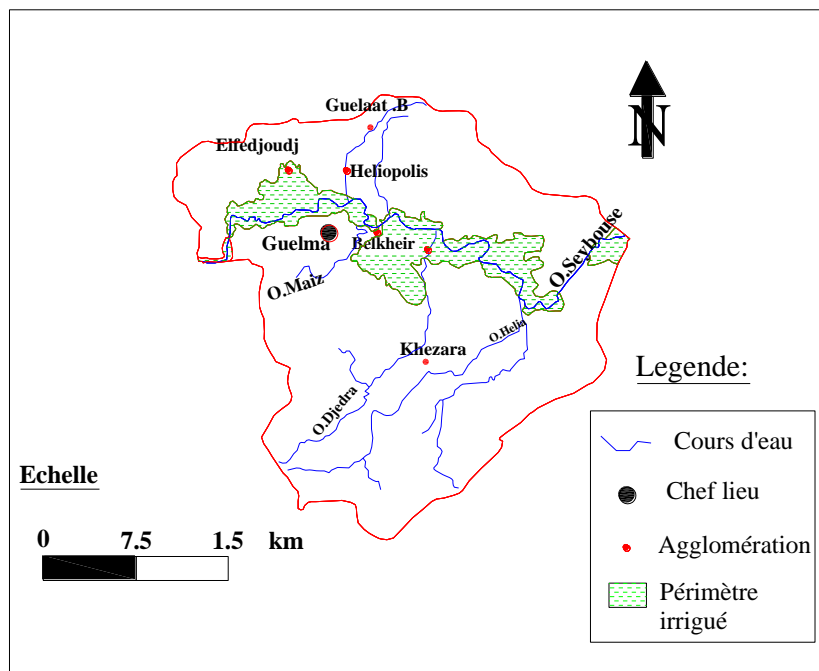 N
Guelaat .B
Elfedjoudj
Heliopolis
Guelma
Belkheir
O.Seybouse
O.Maiz
O.Helia
Khezara
O.Djedra
Legende:
Cours d'eau
Chef lieu
Agglomération
Périmètre
irrigué
Echelle
0 7.5 1.5 km